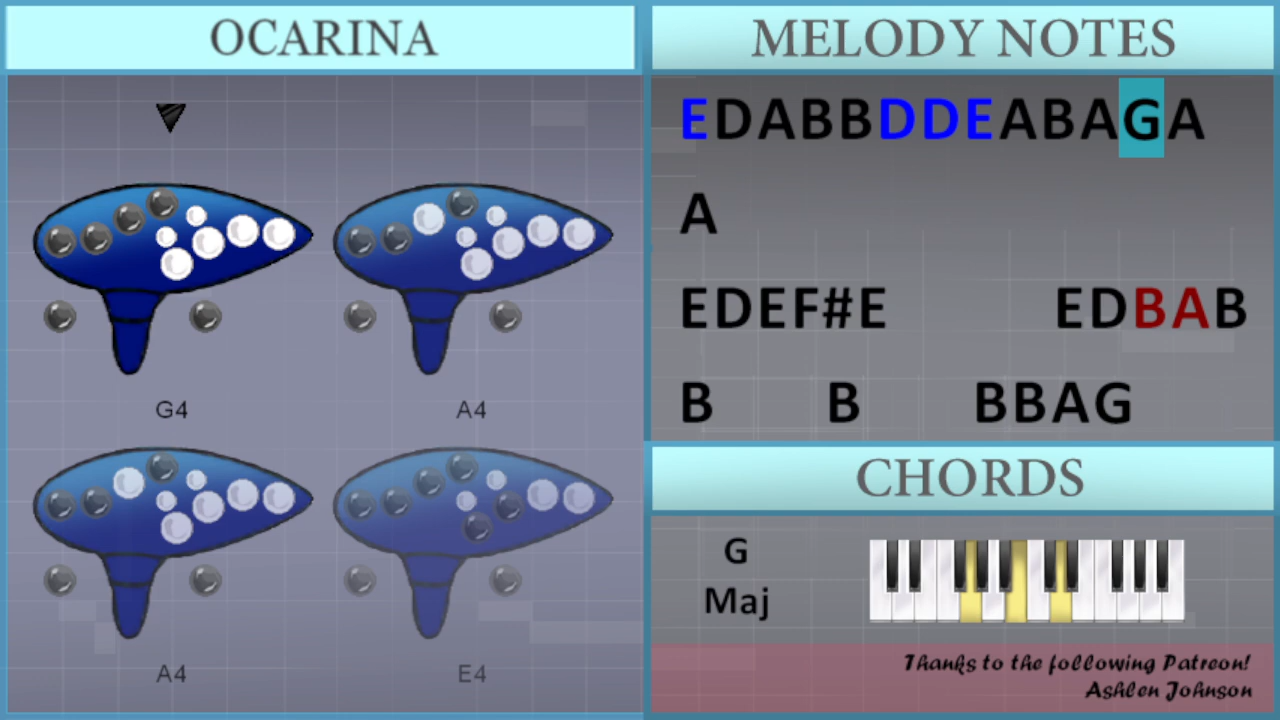 OCARINA
G4
A4
A4
E4
MELODY NOTES
EDABBDDEABAGA
A
EDEF#E EDBAB
B B BBAG
CHORDS
G
Maj
Thanks to the following Patreon!
Ashlen Johnson